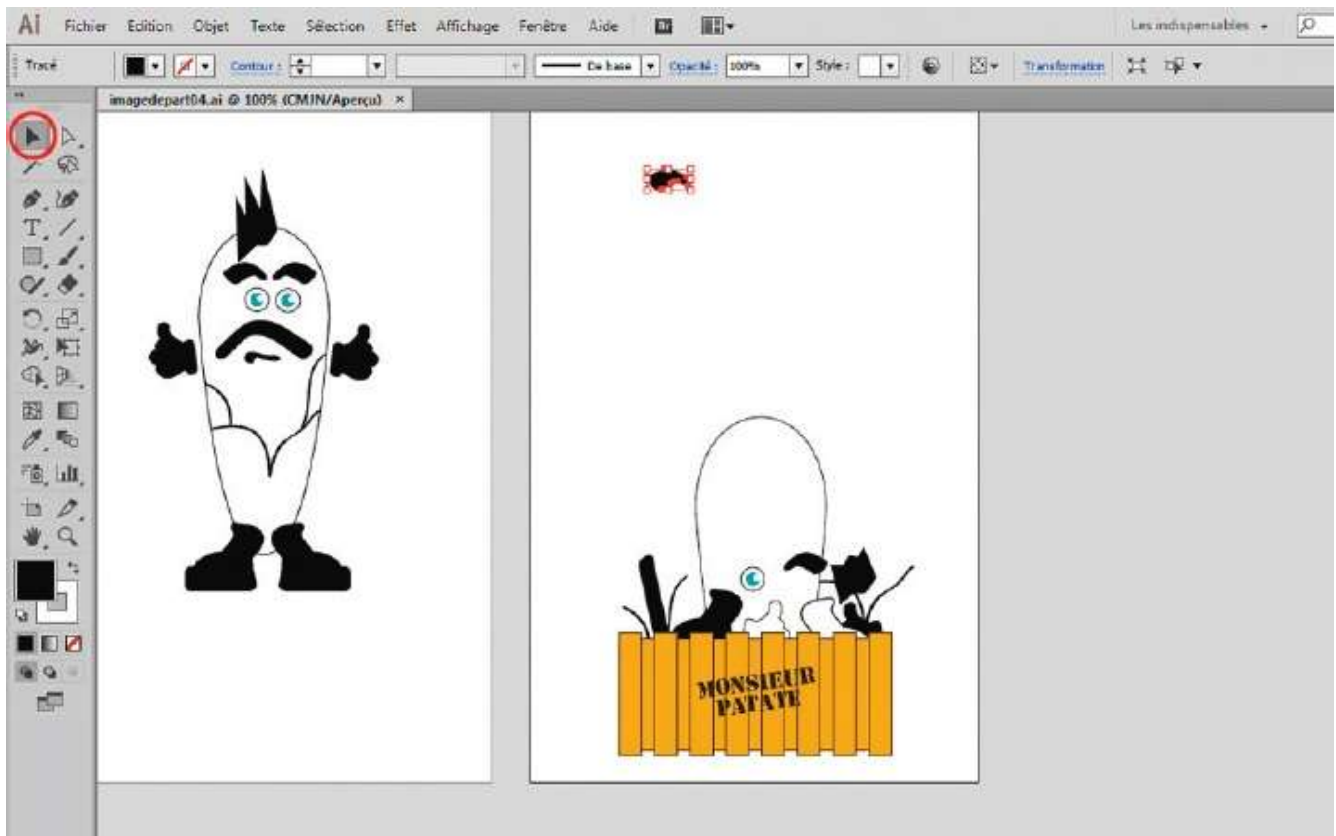 Ai Fichier Edition Objet Texte Sélection Effet Affichage Fenêtre Aide Br Les indispensables
Tracé Contour : De base Opacité : 100% Style : Transformation
imagedepart04.ai @ 100% (CMJN/Aperçu) ×
T
MONSIEUR
PATATE